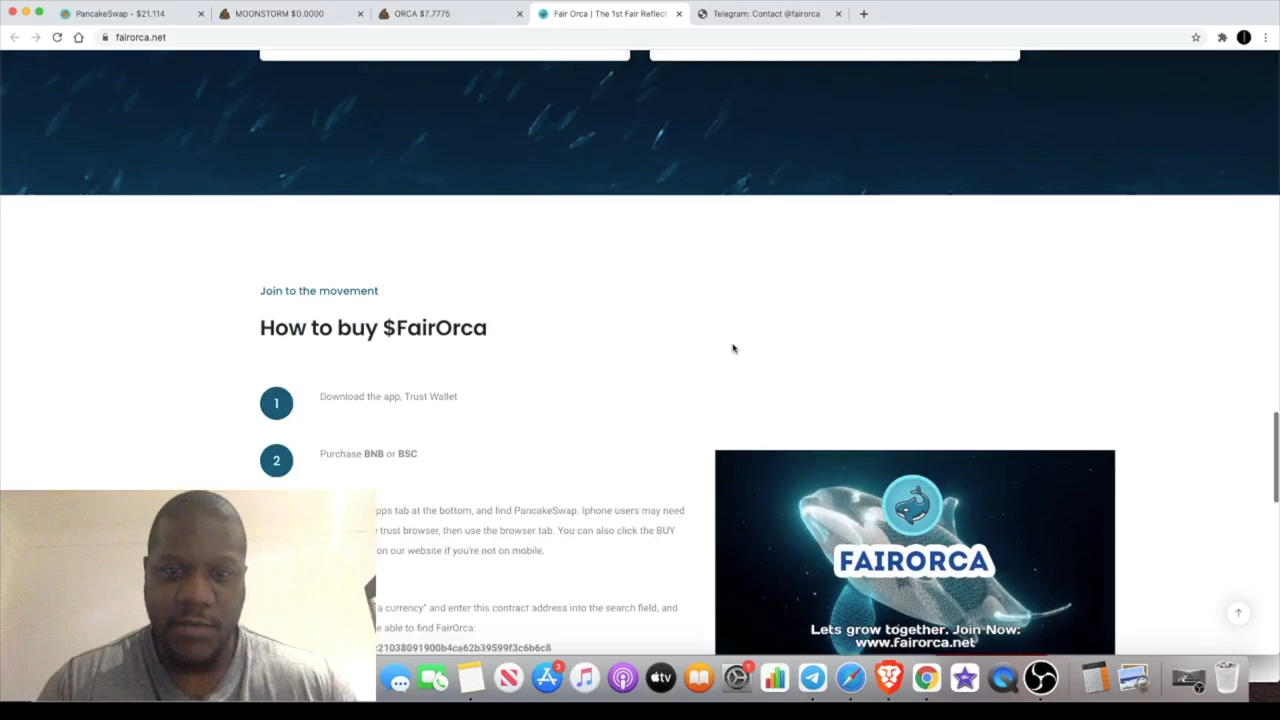 PancakeSwap - $21.114
MOONSTORM $0.0000
ORCA $7.7775
Fair Orca | The 1st Fair Reflect
Telegram: Contact @fairorca
fairorca.net
Join to the movement
How to buy $FairOrca
1
Download the app, Trust Wallet
2
Purchase BNB or BSC
pps tab at the bottom, and find PancakeSwap. Iphone users may need
trust browser, then use the browser tab. You can also click the BUY
on our website if you're not on mobile.
a currency" and enter this contract address into the search field, and
able to find FairOrca:
21038091900b4ca62b39599f3c6b6c8
FAIRORCA
Lets grow together. Join Now:
www.fairorca.net
2
tv
1